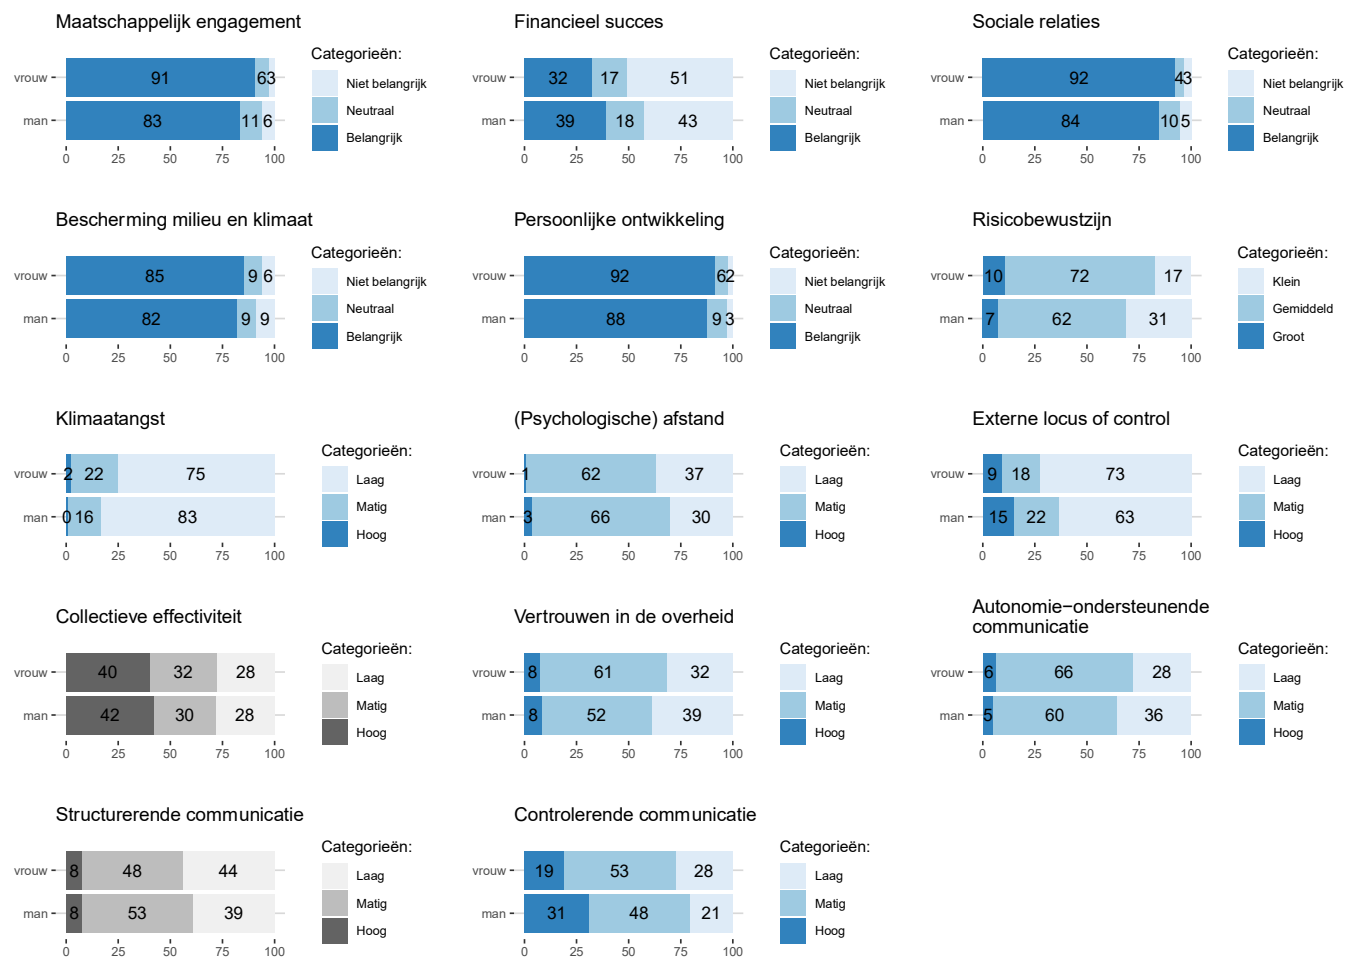 Maatschappelijk engagement
Categorieën:
vrouw 91 6 3
man 83 11 6
Niet belangrijk
Neutraal
Belangrijk
0 25 50 75 100
Financieel succes
Categorieën:
vrouw 32 17 51
man 39 18 43
Niet belangrijk
Neutraal
Belangrijk
0 25 50 75 100
Sociale relaties
Categorieën:
vrouw 92 4 3
man 84 10 5
Niet belangrijk
Neutraal
Belangrijk
0 25 50 75 100
Bescherming milieu en klimaat
Categorieën:
vrouw 85 9 6
man 82 9 9
Niet belangrijk
Neutraal
Belangrijk
0 25 50 75 100
Persoonlijke ontwikkeling
Categorieën:
vrouw 92 6 2
man 88 9 3
Niet belangrijk
Neutraal
Belangrijk
0 25 50 75 100
Risicobewustzijn
Categorieën:
vrouw 10 72 17
man 7 62 31
Klein
Gemiddeld
Groot
0 25 50 75 100
Klimaatangst
Categorieën:
vrouw 2 22 75
man 0 16 83
Laag
Matig
Hoog
0 25 50 75 100
(Psychologische) afstand
Categorieën:
vrouw 1 62 37
man 3 66 30
Laag
Matig
Hoog
0 25 50 75 100
Externe locus of control
Categorieën:
vrouw 9 18 73
man 15 22 63
Laag
Matig
Hoog
0 25 50 75 100
Collectieve effectiviteit
Categorieën:
vrouw 40 32 28
man 42 30 28
Laag
Matig
Hoog
0 25 50 75 100
Vertrouwen in de overheid
Categorieën:
vrouw 8 61 32
man 8 52 39
Laag
Matig
Hoog
0 25 50 75 100
Autonomie−ondersteunende
communicatie
Categorieën:
vrouw 6 66 28
man 5 60 36
Laag
Matig
Hoog
0 25 50 75 100
Structurerende communicatie
Categorieën:
vrouw 8 48 44
man 8 53 39
Laag
Matig
Hoog
0 25 50 75 100
Controlerende communicatie
Categorieën:
vrouw 19 53 28
man 31 48 21
Laag
Matig
Hoog
0 25 50 75 100